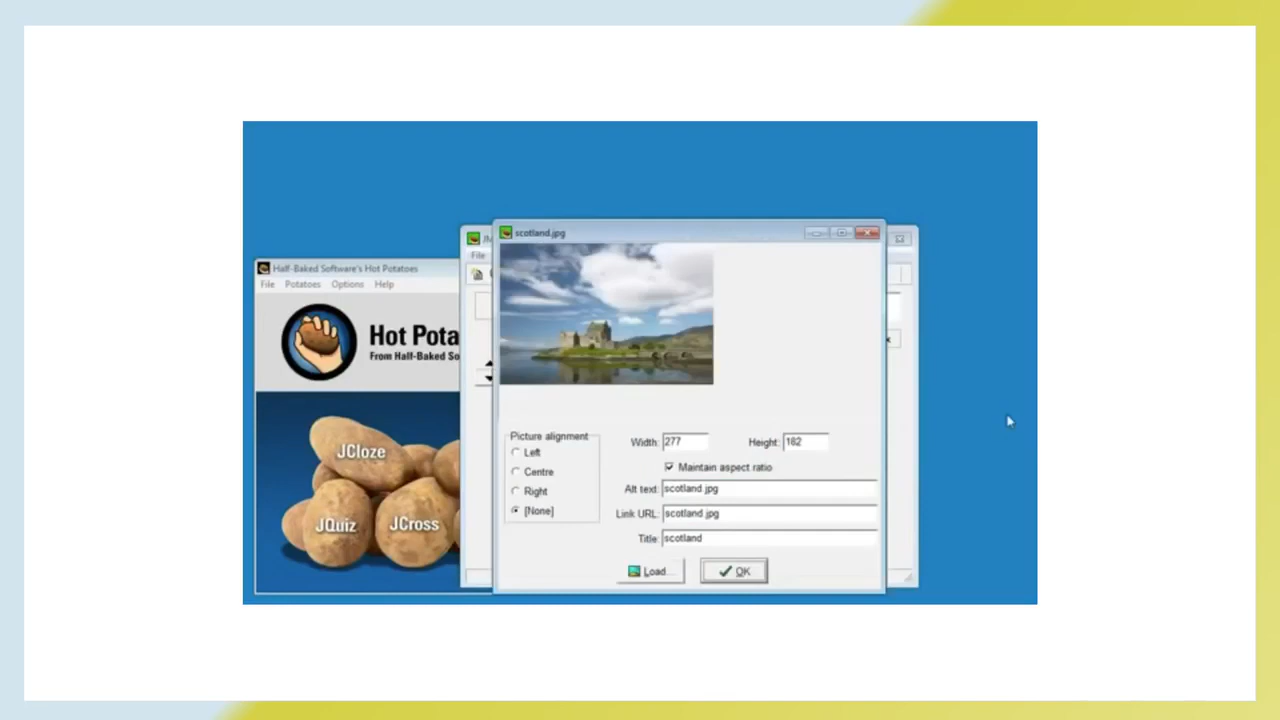 scotland.jpg
Half-Baked Software's Hot Potatoes
File
File Potatoes Options Help
Hot Pota
From Half-Baked So
JCloze
JQuiz
JCross
Picture alignment
Left
Centre
Right
[None]
Width: 277 Height: 182
Maintain aspect ratio
Alt text: scotland.jpg
Link URL: scotland.jpg
Title: scotland
Load...
OK